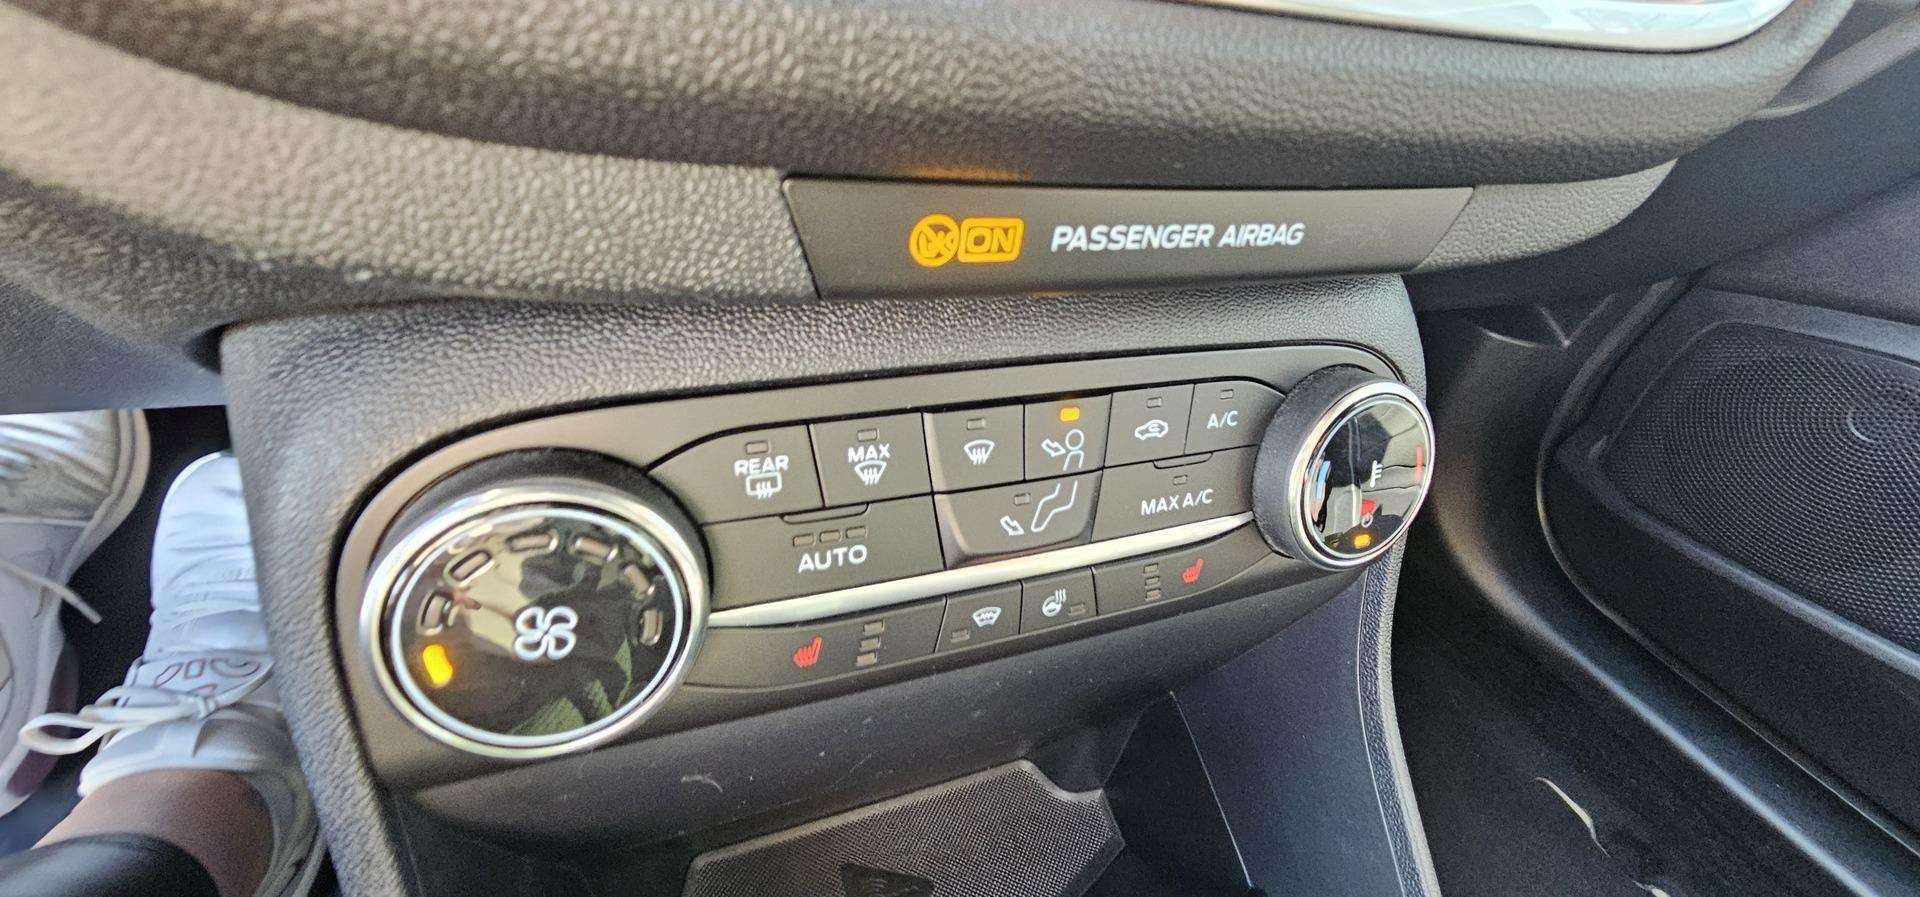 ON PASSENGER AIRBAG
REAR
MAX
A/C
AUTO
MAX A/C